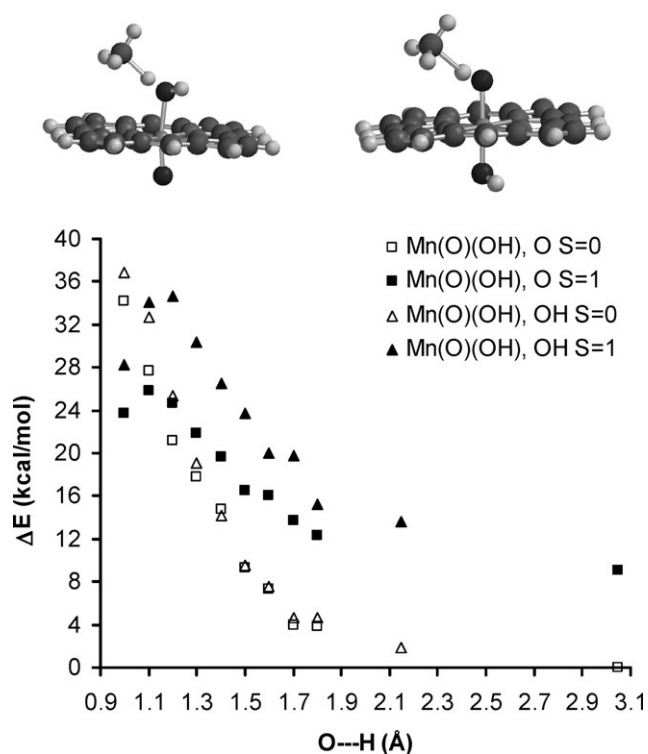 40
36
32
28
24
20
16
12
8
4
0
ΔE (kcal/mol)
Mn(O)(OH), O S=0
Mn(O)(OH), O S=1
Mn(O)(OH), OH S=0
Mn(O)(OH), OH S=1
0.9 1.1 1.3 1.5 1.7 1.9 2.1 2.3 2.5 2.7 2.9 3.1
O---H (Å)